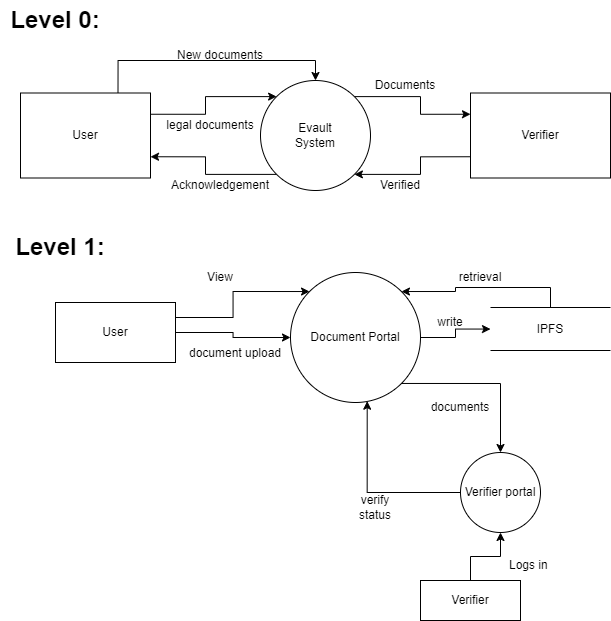 Level 0:
New documents
Documents
User
legal documents
Evault
System
Verifier
Acknowledgement
Verified
Level 1:
View
retrieval
User
document upload
Document Portal
write
IPFS
documents
Verifier portal
verify
status
Logs in
Verifier